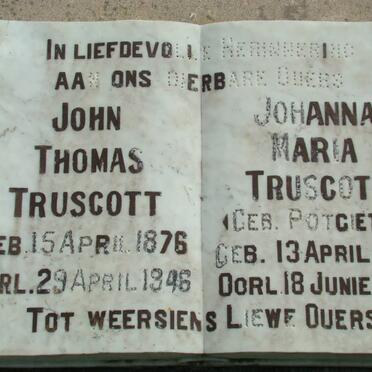 IN LIEFDEVOLLE HERINNERING
AAN ONS DIERBARE OUERS
JOHN
THOMAS
TRUSCOTT
EB. 15 APRIL 1876
RL. 29 APRIL 1946
JOHANNA
MARIA
TRUSCOT
(GEB. POTGIET
GEB. 13 APRIL
OORL. 18 JUNIE
TOT WEERSIENS LIEWE OUERS